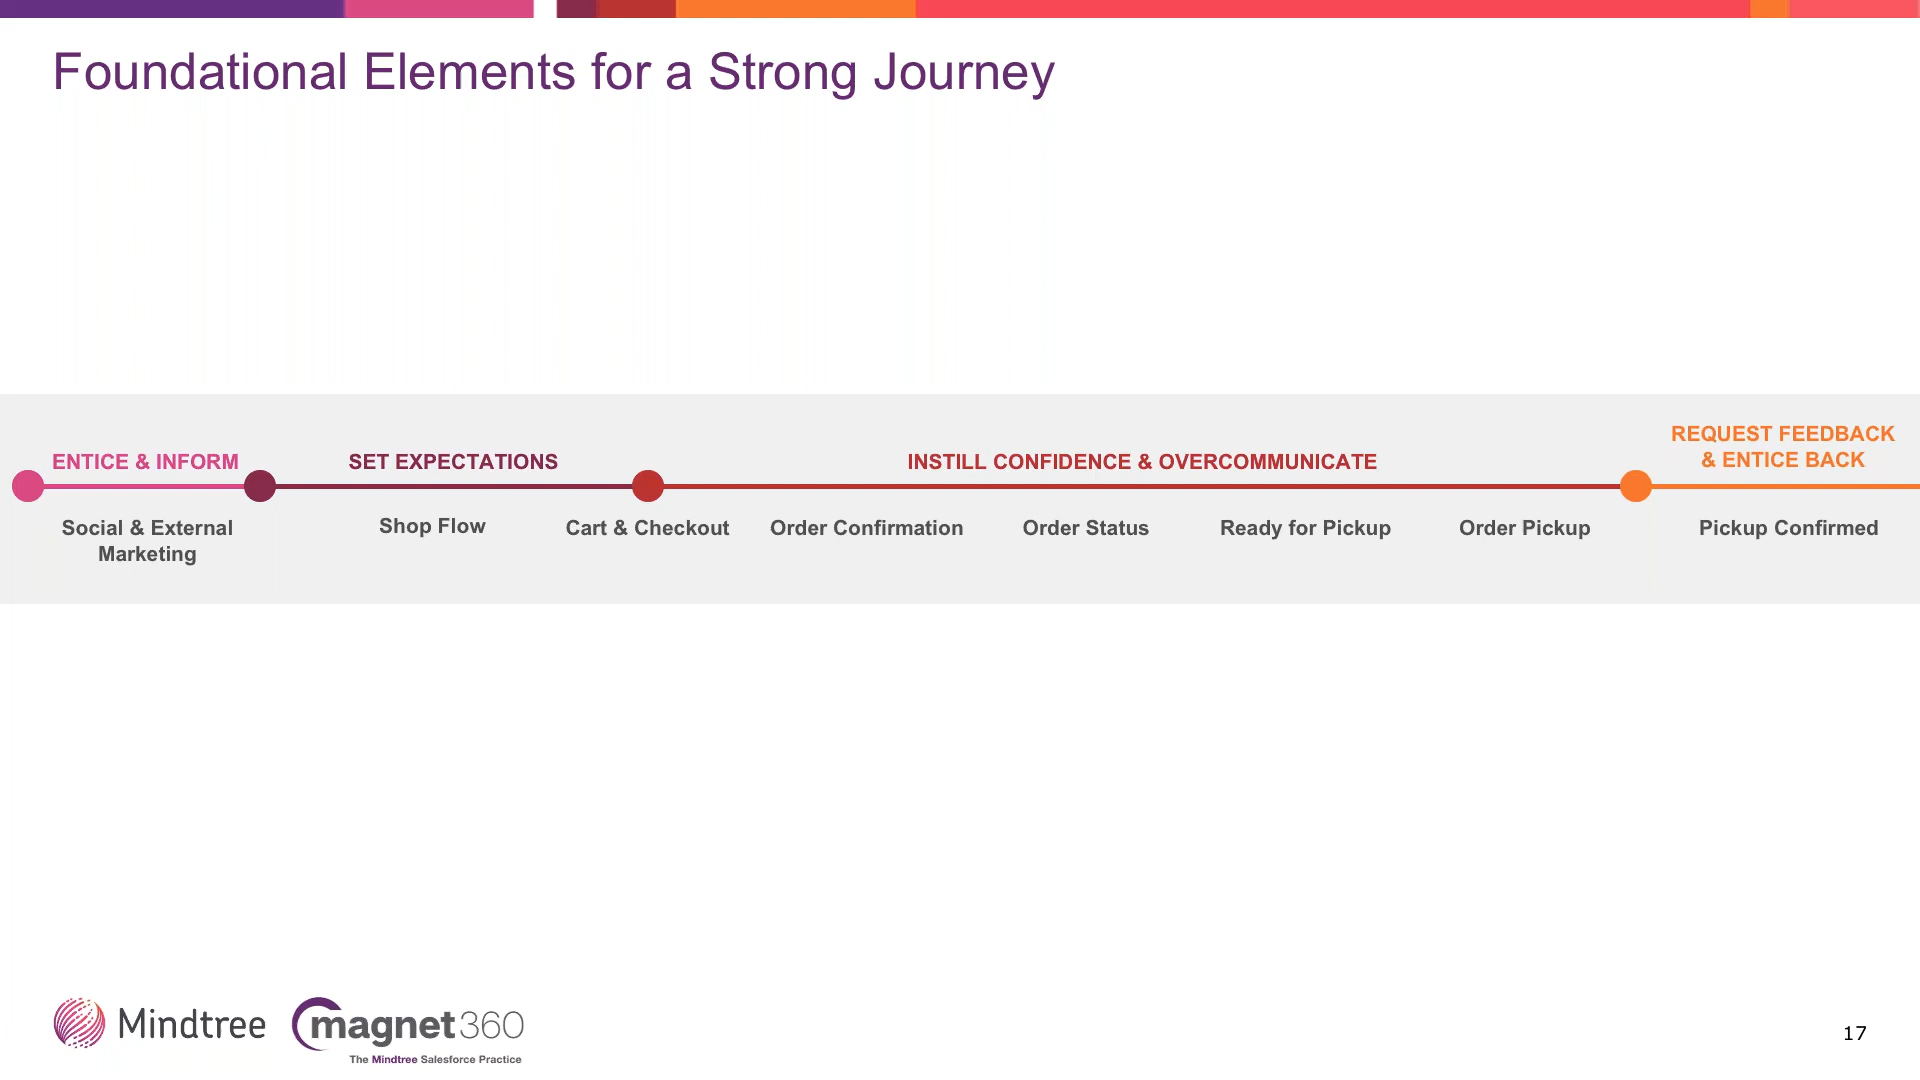 Foundational Elements for a Strong Journey
ENTICE & INFORM
SET EXPECTATIONS
INSTILL CONFIDENCE & OVERCOMMUNICATE
REQUEST FEEDBACK
& ENTICE BACK
Social & External
Marketing
Shop Flow
Cart & Checkout
Order Confirmation
Order Status
Ready for Pickup
Order Pickup
Pickup Confirmed
Mindtree
magnet360
The Mindtree Salesforce Practice
17